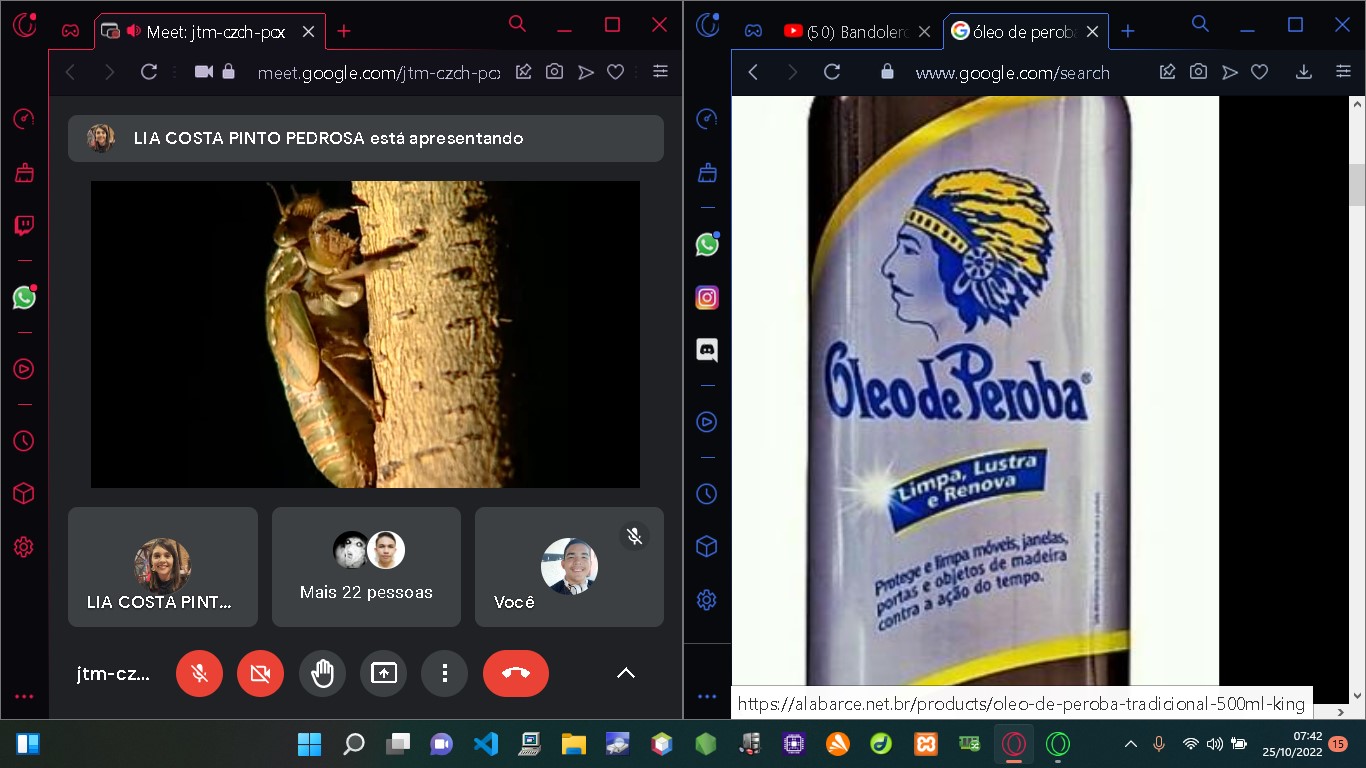 Meet: jtm-czch-pcx
meet.google.com/jtm-czch-pcx
LIA COSTA PINTO PEDROSA está apresentando
LIA COSTA PINT...
Mais 22 pessoas
Você
jtm-cz...
(50) Bandolero
óleo de peroba
www.google.com/search
Óleo de Peroba®
Limpa, Lustra
e Renova
Protege e limpa móveis, janelas,
portas e objetos de madeira
contra a ação do tempo.
https://alabarce.net.br/products/oleo-de-peroba-tradicional-500ml-king
07:42
25/10/2022
15